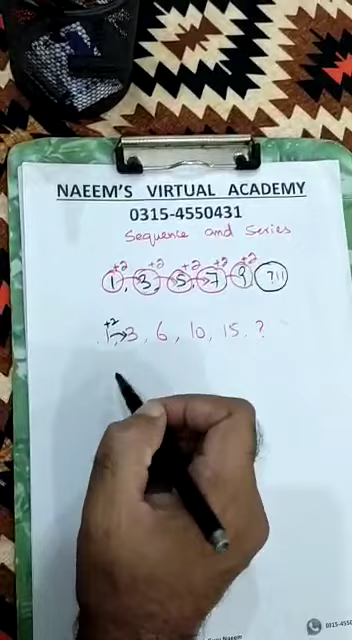 NAEEM'S VIRTUAL ACADEMY
0315-4550431
Sequence and Series
+2 +2 +2 +2 +2
1, 3, 5, 7 9 ?11
+2
1, 3, 6, 10, 15, ?